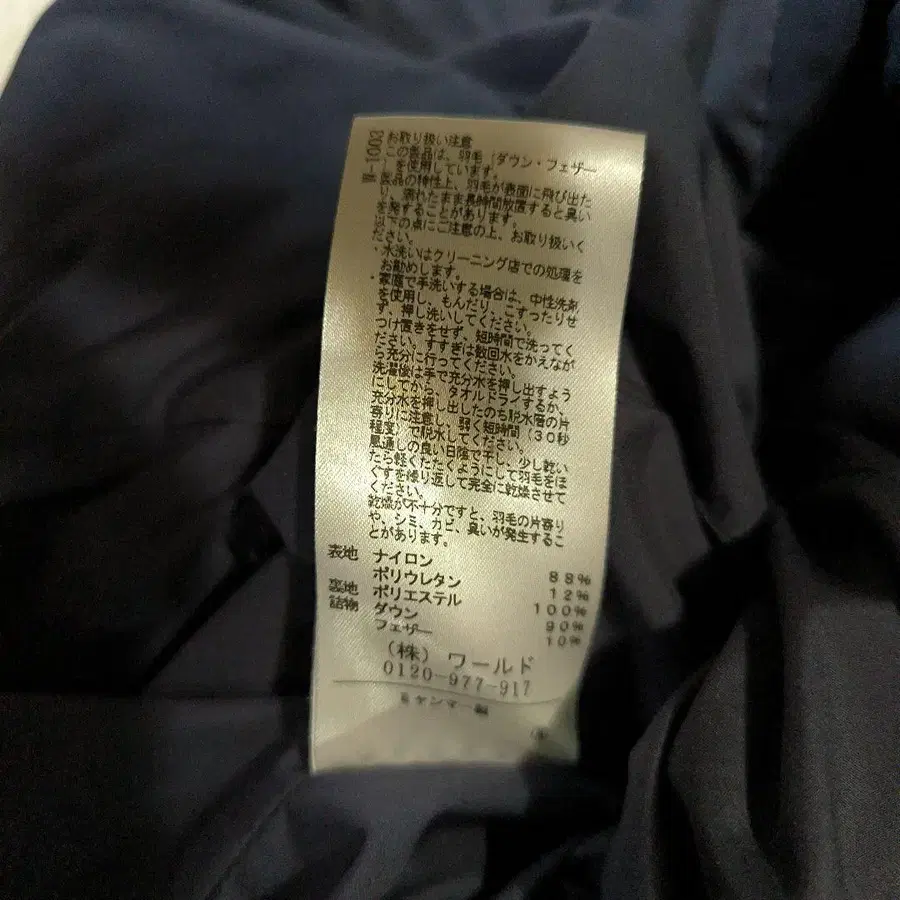 お取り扱い注意
この製品は、羽毛(ダウン・フェザー
)を使用しています。
製品の特性上、羽毛が表面に飛び出た
り、濡れたまま長時間放置すると臭い
を発することがあります。
以下の点にご注意の上、お取り扱いく
ださい。
・水洗いはクリーニング店での処理を
お勧めします。
・家庭で手洗いする場合は、中性洗剤
を使用し、もんだり、こすったりせ
ず、押し洗いしてください。
つけ置きをせず、短時間で洗ってく
ださい。すすぎは数回水をかえなが
ら充分に行ってください。
洗濯後は手で充分水を押し出すよう
にしてから、タオルドライするか、
充分水を押し出したのち脱水層の片
寄りに注意し、弱く短時間(30秒
程度)で脱水してください。
風通しの良い日陰で干し、少し乾い
たら軽くたたくようにして羽毛をほ
ぐすを繰り返して完全に乾燥させて
ください。
乾燥が不十分ですと、羽毛の片寄り
や、シミ、カビ、臭いが発生するこ
とがあります。
表地 ナイロン 88%
ポリウレタン 12%
裏地 ポリエステル 100%
詰物 ダウン 90%
フェザー 10%
(株)ワールド
0120-977-917
-1003